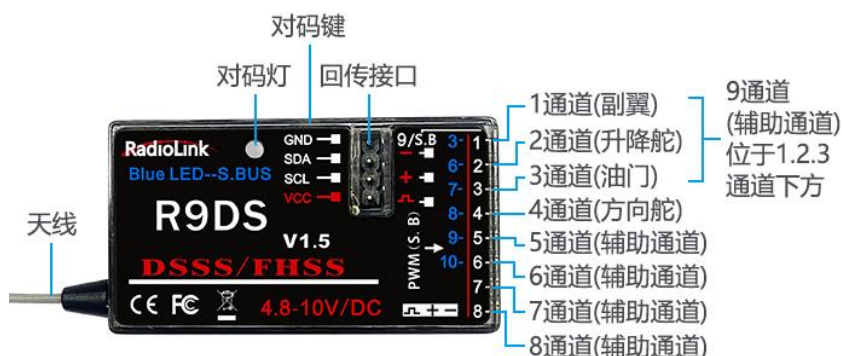 对码键
对码灯
回传接口
天线
RadioLink
Blue LED--S.BUS
R9DS
V1.5
DSSS/FHSS
CE FC
4.8-10V/DC
GND
SDA
SCL
VCC
9/S.B
-
+
PWM(S. B)
+ -
3- 1
6- 2
7- 3
8- 4
9- 5
10- 6
7
8
1通道(副翼)
2通道(升降舵)
3通道(油门)
4通道(方向舵)
5通道(辅助通道)
6通道(辅助通道)
7通道(辅助通道)
8通道(辅助通道)
9通道
(辅助通道)
位于1.2.3
通道下方